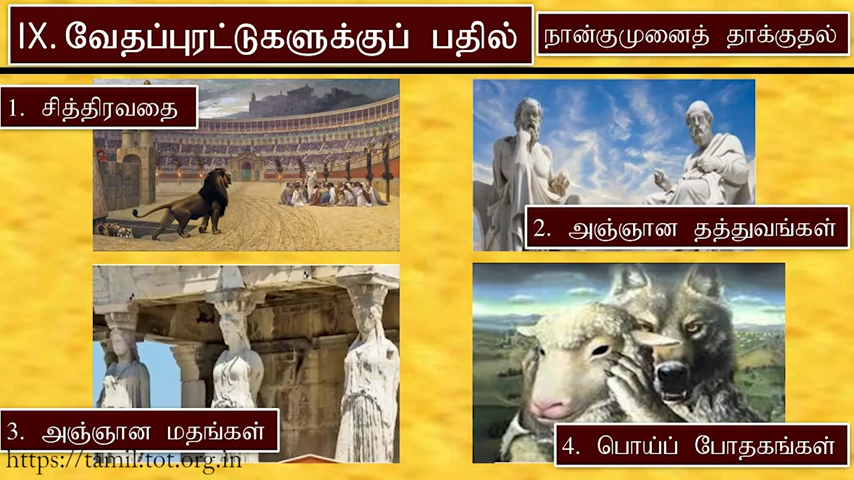 IX. வேதப்புரட்டுகளுக்குப் பதில்
நான்குமுனைத் தாக்குதல்
1. சித்திரவதை
2. அஞ்ஞான தத்துவங்கள்
3. அஞ்ஞான மதங்கள்
4. பொய்ப் போதகங்கள்
https://tamil.tot.org.in